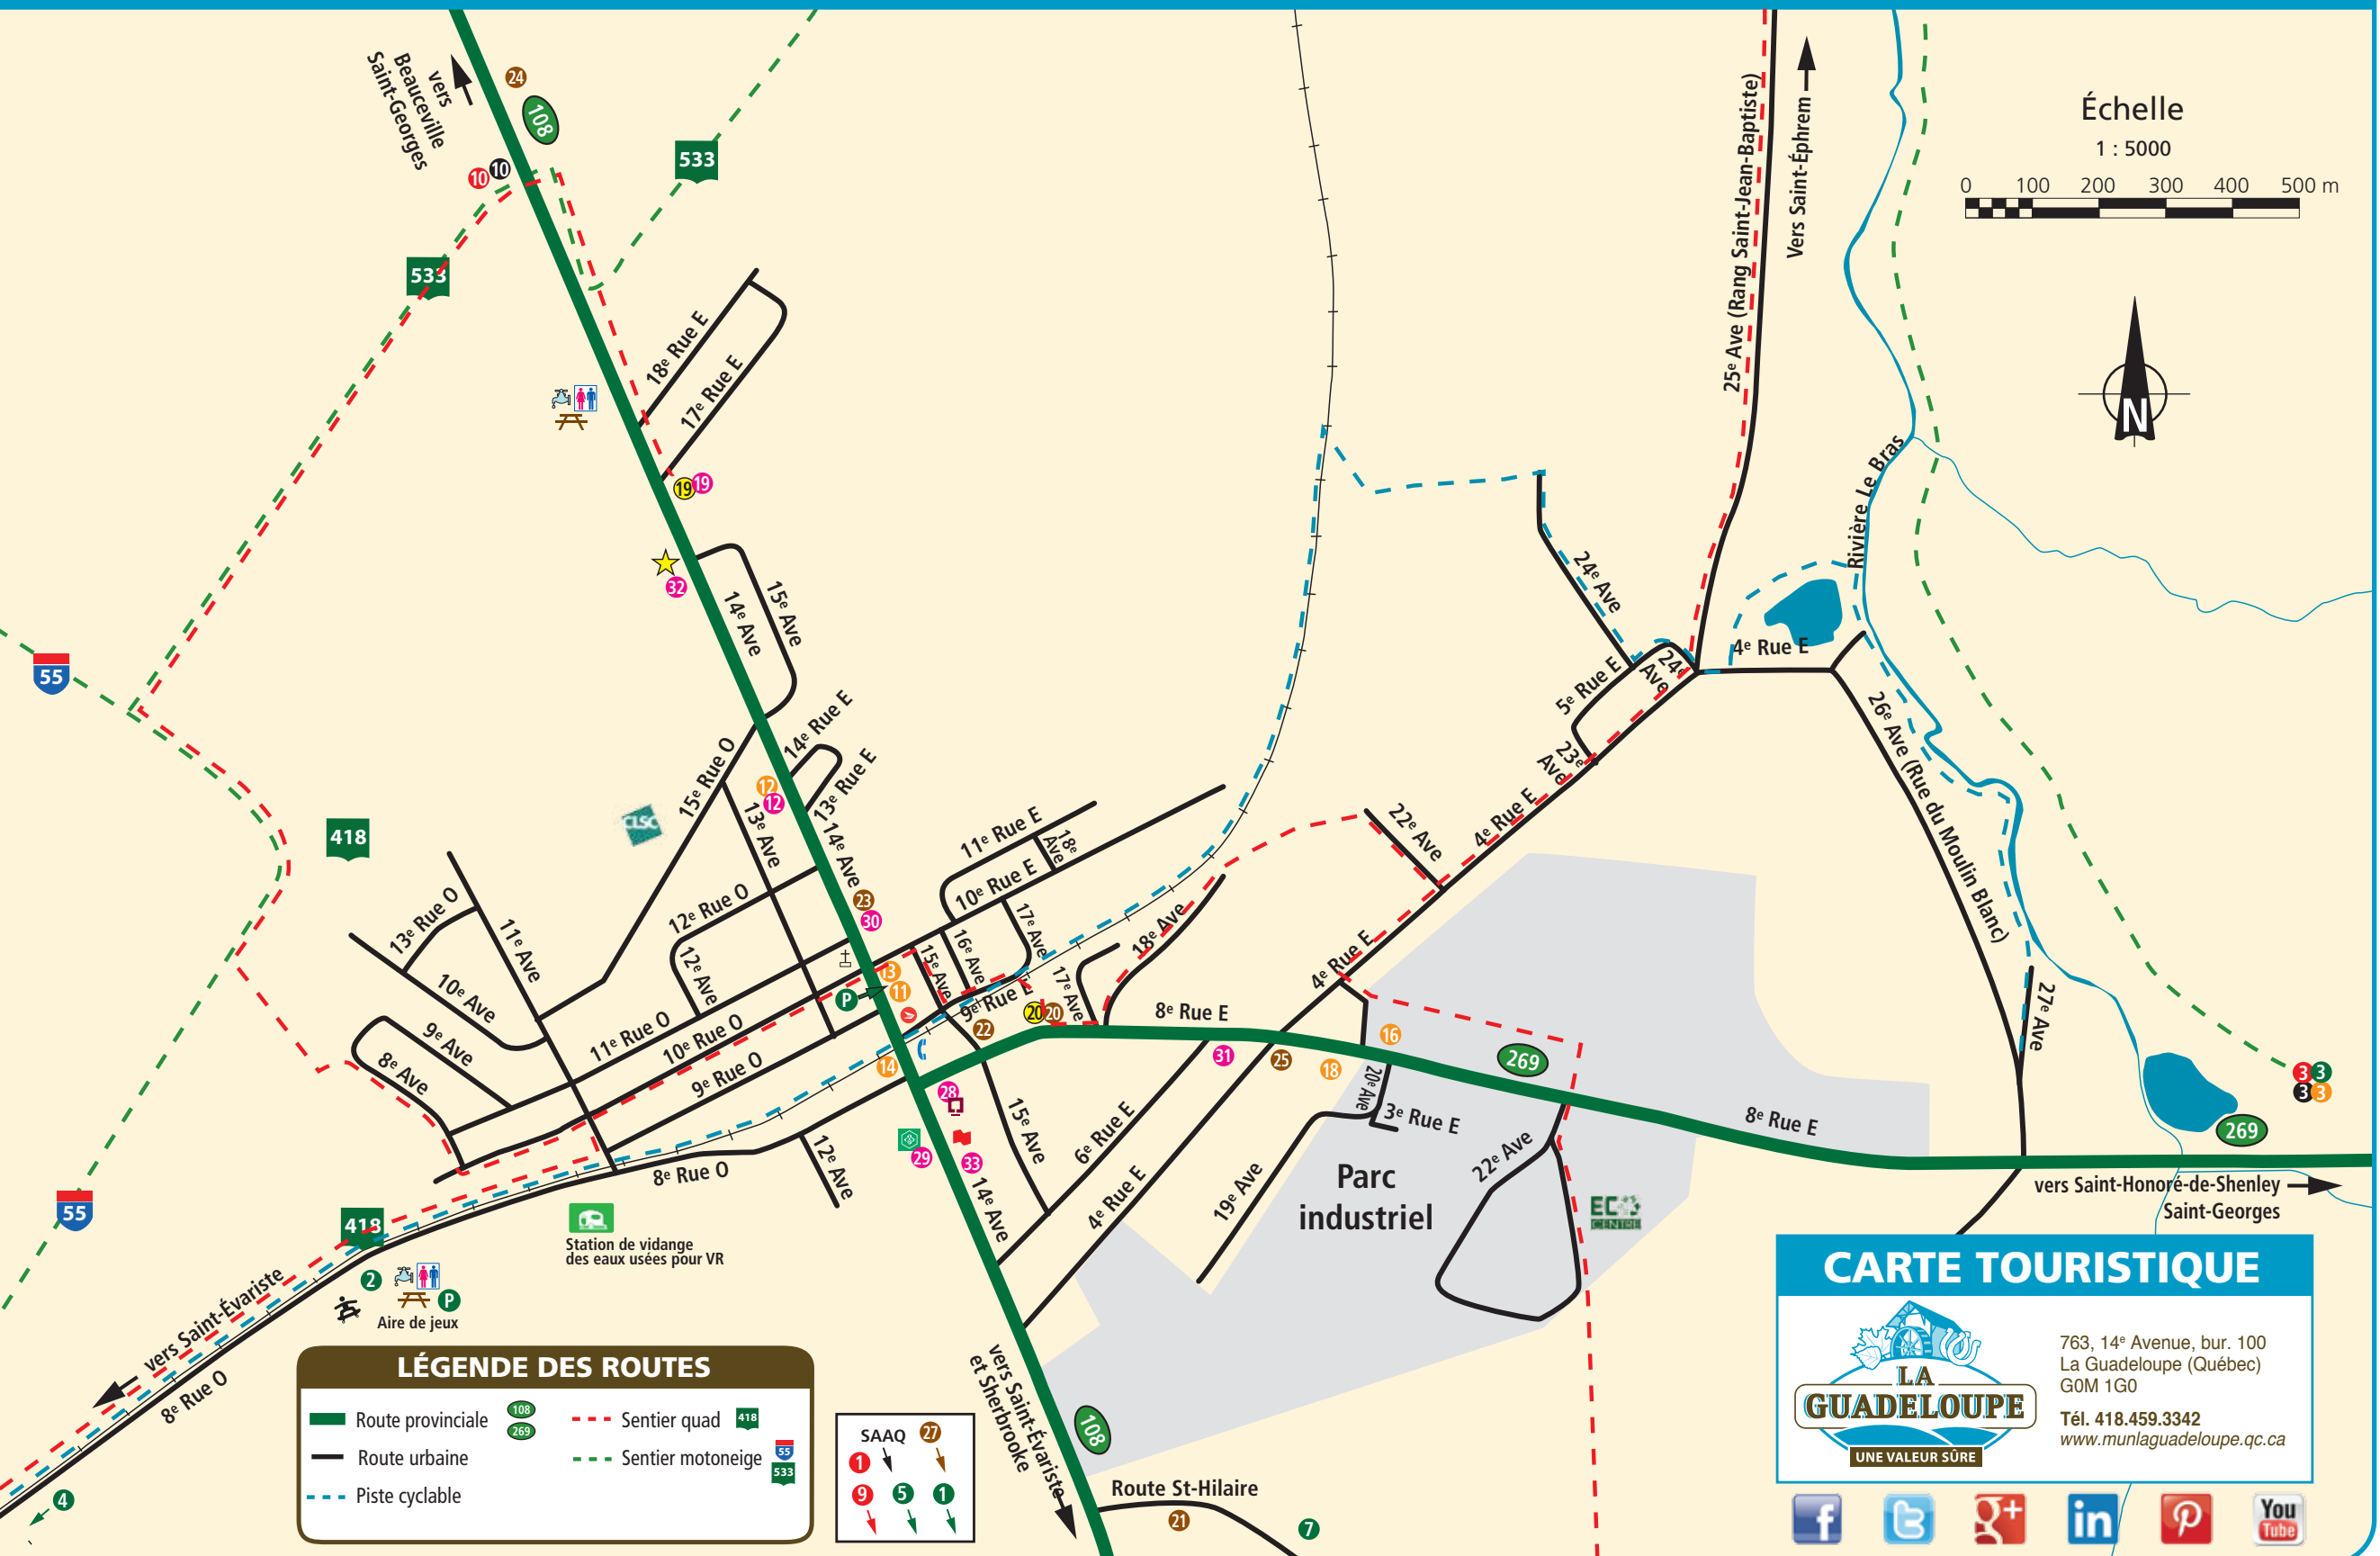 vers
Beauceville
Saint-Georges
24
108
10
10
533
533
18e Rue E
17e Rue E
19
19
32
14e Ave
15e Ave
55
418
CLSC
15e Rue O
14e Rue E
13e Rue E
12
12
13e Ave
14e Ave
23
30
12e Rue O
12e Ave
13e Rue O
11e Ave
10e Ave
9e Ave
8e Ave
11e Rue O
10e Rue O
9e Rue O
8e Rue O
12e Ave
11e Rue E
10e Rue E
18e
Ave
17e Ave
16e Ave
15e Ave
13
11
P
14
9e Rue E
22
20
20
17e Ave
18e Ave
8e Rue E
31
25
18
16
269
28
29
33
14e Ave
15e Ave
6e Rue E
4e Rue E
19e Ave
20e Ave
3e Rue E
22e Ave
Parc
industriel
ECO
CENTRE
8e Rue E
4e Rue E
4e Rue E
22e Ave
23e
Ave
5e Rue E
24e
Ave
24e Ave
25e Ave (Rang Saint-Jean-Baptiste)
Vers Saint-Éphrem
4e Rue E
Rivière Le Bras
26e Ave (Rue du Moulin Blanc)
27e Ave
3
3
3
3
269
vers Saint-Honoré-de-Shenley
Saint-Georges
Échelle
1 : 5000
0 100 200 300 400 500 m
N
55
418
Station de vidange
des eaux usées pour VR
2
P
Aire de jeux
vers Saint-Évariste
8e Rue O
4
LÉGENDE DES ROUTES
Route provinciale 108 269
Route urbaine
Piste cyclable
Sentier quad 418
Sentier motoneige 55 533
SAAQ 27
1
9 5 1
vers Saint-Évariste
et Sherbrooke
108
Route St-Hilaire
21
7
CARTE TOURISTIQUE
LA
GUADELOUPE
UNE VALEUR SÛRE
763, 14e Avenue, bur. 100
La Guadeloupe (Québec)
G0M 1G0
Tél. 418.459.3342
www.munlaguadeloupe.qc.ca
f t g+ in P You
Tube